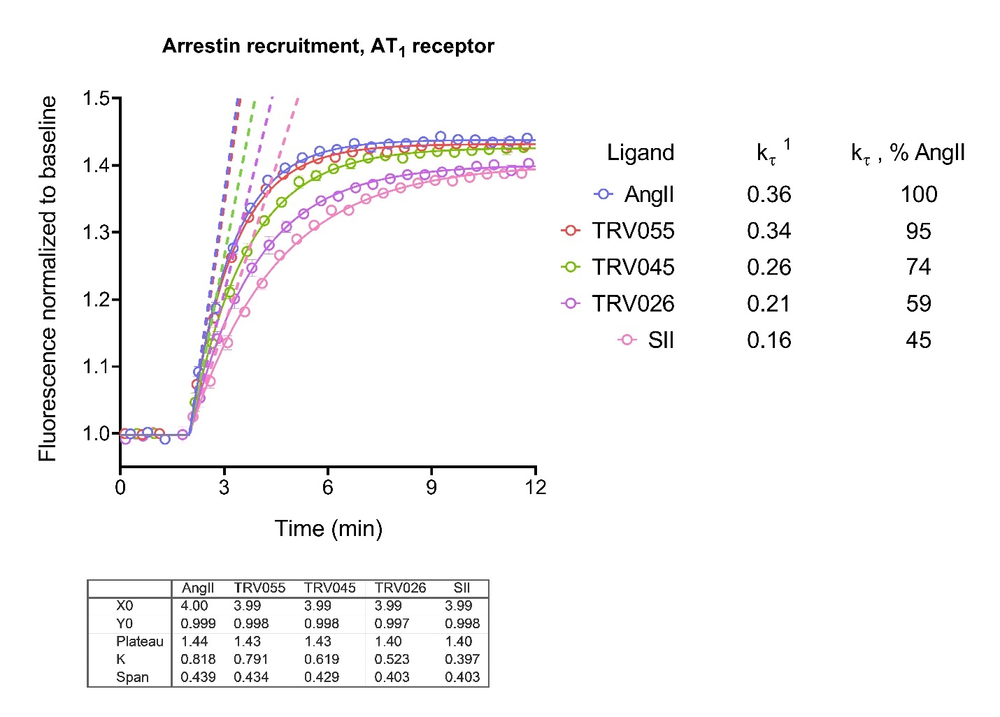 Arrestin recruitment, AT1 receptor
Fluorescence normalized to baseline
1.5
1.4
1.3
1.2
1.1
1.0
0 3 6 9 12
Time (min)
Ligand kτ 1 kτ , % AngII
AngII 0.36 100
TRV055 0.34 95
TRV045 0.26 74
TRV026 0.21 59
SII 0.16 45
AngII TRV055 TRV045 TRV026 SII
X0 4.00 3.99 3.99 3.99 3.99
Y0 0.999 0.998 0.998 0.997 0.998
Plateau 1.44 1.43 1.43 1.40 1.40
K 0.818 0.791 0.619 0.523 0.397
Span 0.439 0.434 0.429 0.403 0.403